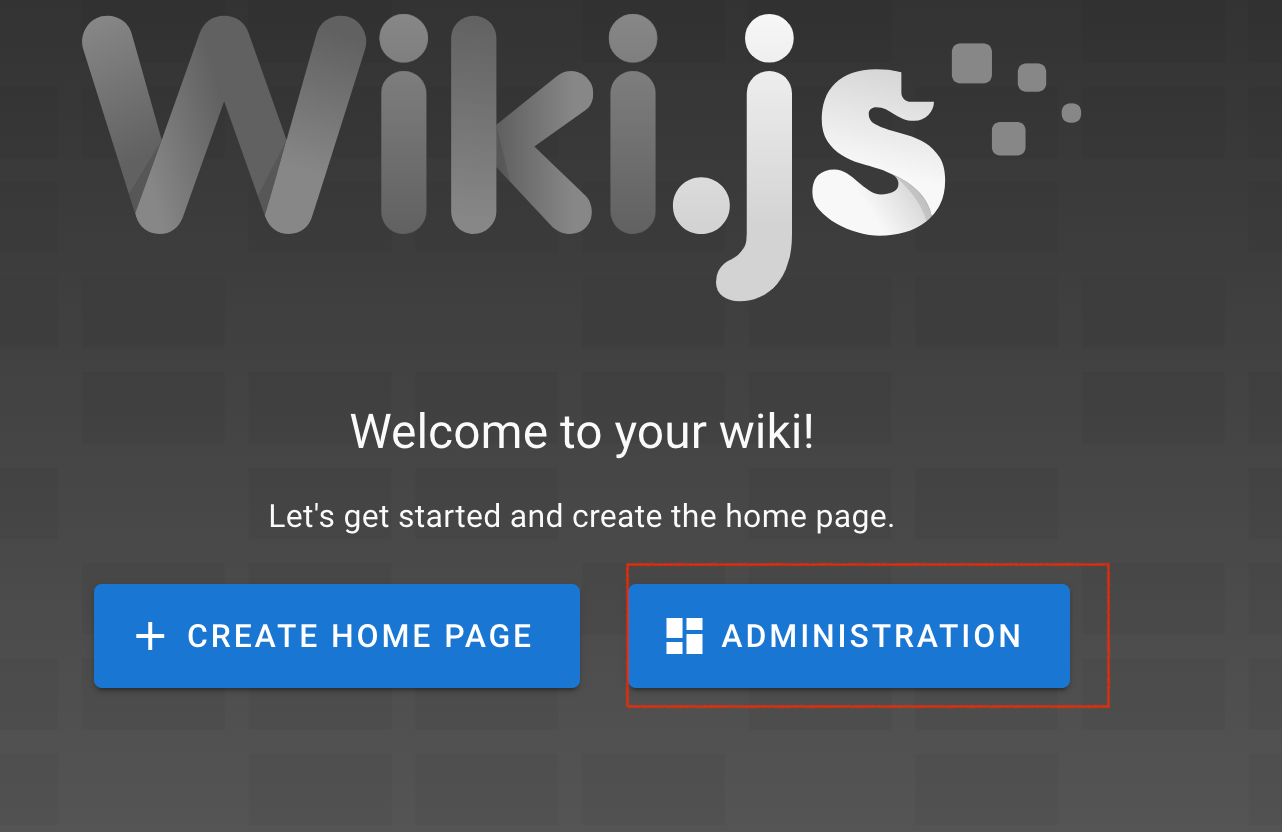 Wiki.js
Welcome to your wiki!
Let's get started and create the home page.
CREATE HOME PAGE
ADMINISTRATION